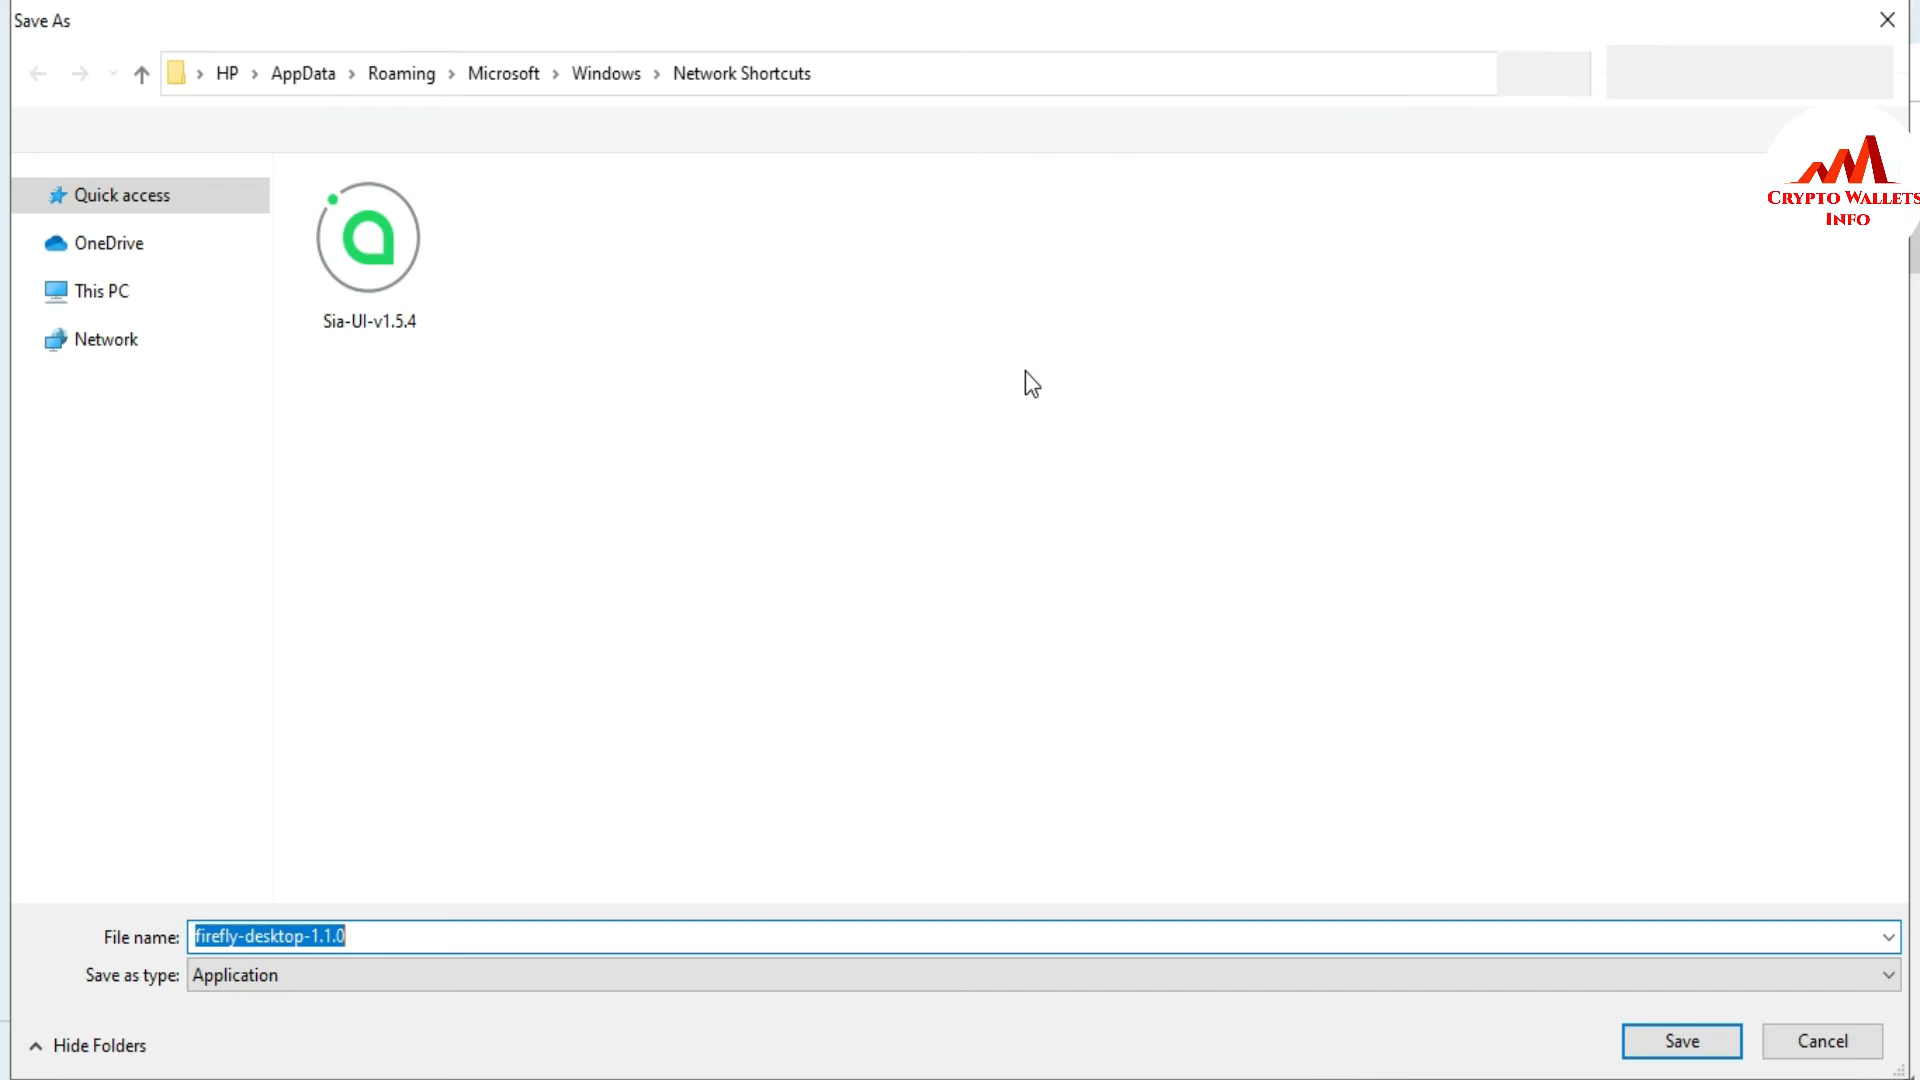 Save As
HP > AppData > Roaming > Microsoft > Windows > Network Shortcuts
Quick access
OneDrive
This PC
Network
Sia-UI-v1.5.4
Crypto Wallets
Info
File name: firefly-desktop-1.1.0
Save as type: Application
Hide Folders
Save
Cancel